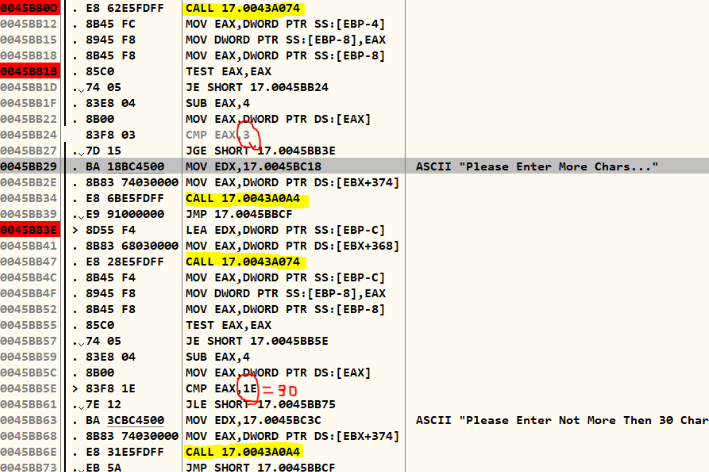 0045BB0D . E8 62E5FDFF CALL 17.0043A074
0045BB12 . 8B45 FC MOV EAX,DWORD PTR SS:[EBP-4]
0045BB15 . 8945 F8 MOV DWORD PTR SS:[EBP-8],EAX
0045BB18 . 8B45 F8 MOV EAX,DWORD PTR SS:[EBP-8]
0045BB1B . 85C0 TEST EAX,EAX
0045BB1D . 74 05 JE SHORT 17.0045BB24
0045BB1F . 83E8 04 SUB EAX,4
0045BB22 . 8B00 MOV EAX,DWORD PTR DS:[EAX]
0045BB24 83F8 03 CMP EAX,3
0045BB27 . 7D 15 JGE SHORT 17.0045BB3E
0045BB29 . BA 18BC4500 MOV EDX,17.0045BC18 ASCII "Please Enter More Chars..."
0045BB2E . 8B83 74030000 MOV EAX,DWORD PTR DS:[EBX+374]
0045BB34 . E8 6BE5FDFF CALL 17.0043A0A4
0045BB39 . E9 91000000 JMP 17.0045BBCF
0045BB3E > 8D55 F4 LEA EDX,DWORD PTR SS:[EBP-C]
0045BB41 . 8B83 68030000 MOV EAX,DWORD PTR DS:[EBX+368]
0045BB47 . E8 28E5FDFF CALL 17.0043A074
0045BB4C . 8B45 F4 MOV EAX,DWORD PTR SS:[EBP-C]
0045BB4F . 8945 F8 MOV DWORD PTR SS:[EBP-8],EAX
0045BB52 . 8B45 F8 MOV EAX,DWORD PTR SS:[EBP-8]
0045BB55 . 85C0 TEST EAX,EAX
0045BB57 . 74 05 JE SHORT 17.0045BB5E
0045BB59 . 83E8 04 SUB EAX,4
0045BB5C . 8B00 MOV EAX,DWORD PTR DS:[EAX]
0045BB5E > 83F8 1E CMP EAX,1E = 30
0045BB61 . 7E 12 JLE SHORT 17.0045BB75
0045BB63 . BA 3CBC4500 MOV EDX,17.0045BC3C ASCII "Please Enter Not More Then 30 Char
0045BB68 . 8B83 74030000 MOV EAX,DWORD PTR DS:[EBX+374]
0045BB6E . E8 31E5FDFF CALL 17.0043A0A4
0045BB73 . EB 5A JMP SHORT 17.0045BBCF